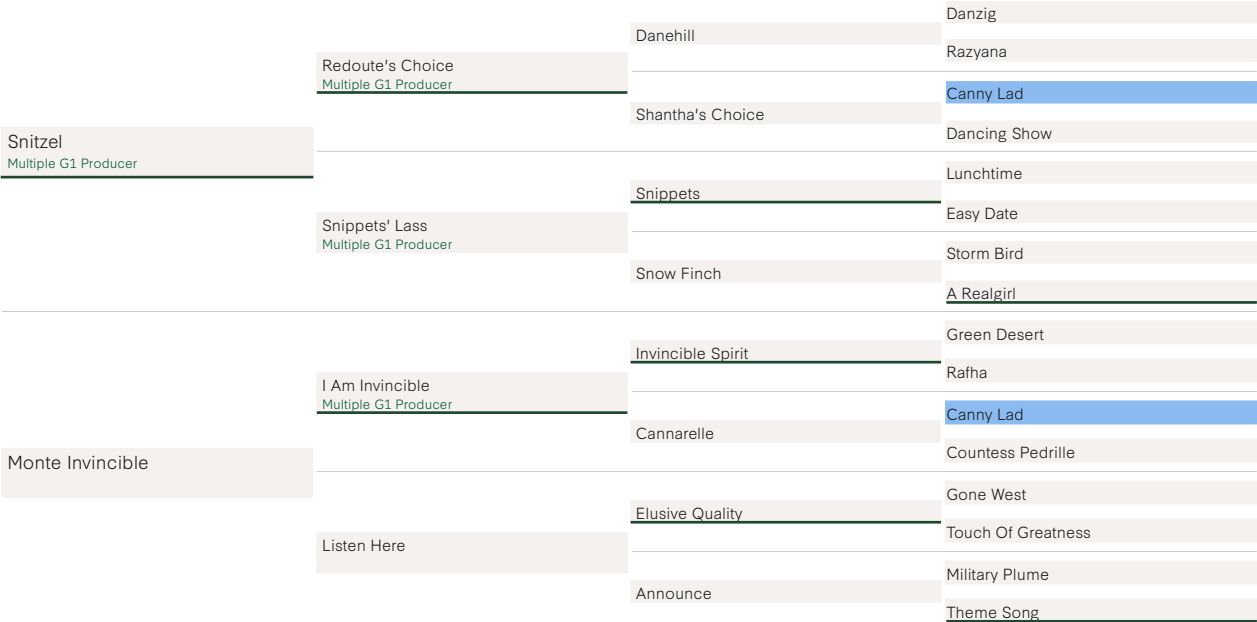 Snitzel
Multiple G1 Producer
Monte Invincible
Redoute's Choice
Multiple G1 Producer
Snippets' Lass
Multiple G1 Producer
I Am Invincible
Multiple G1 Producer
Listen Here
Danehill
Shantha's Choice
Snippets
Snow Finch
Invincible Spirit
Cannarelle
Elusive Quality
Announce
Danzig
Razyana
Canny Lad
Dancing Show
Lunchtime
Easy Date
Storm Bird
A Realgirl
Green Desert
Rafha
Canny Lad
Countess Pedrille
Gone West
Touch Of Greatness
Military Plume
Theme Song